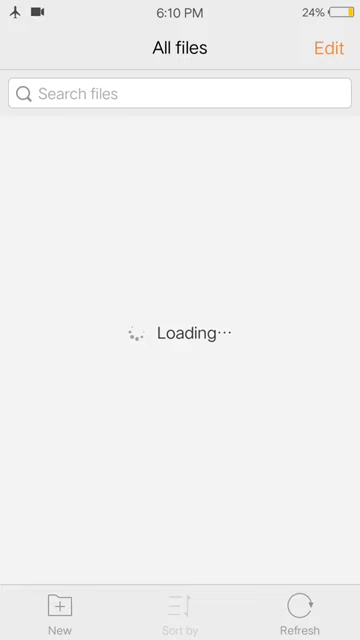 6:10 PM
24%
All files
Edit
Search files
Loading···
New
Sort by
Refresh